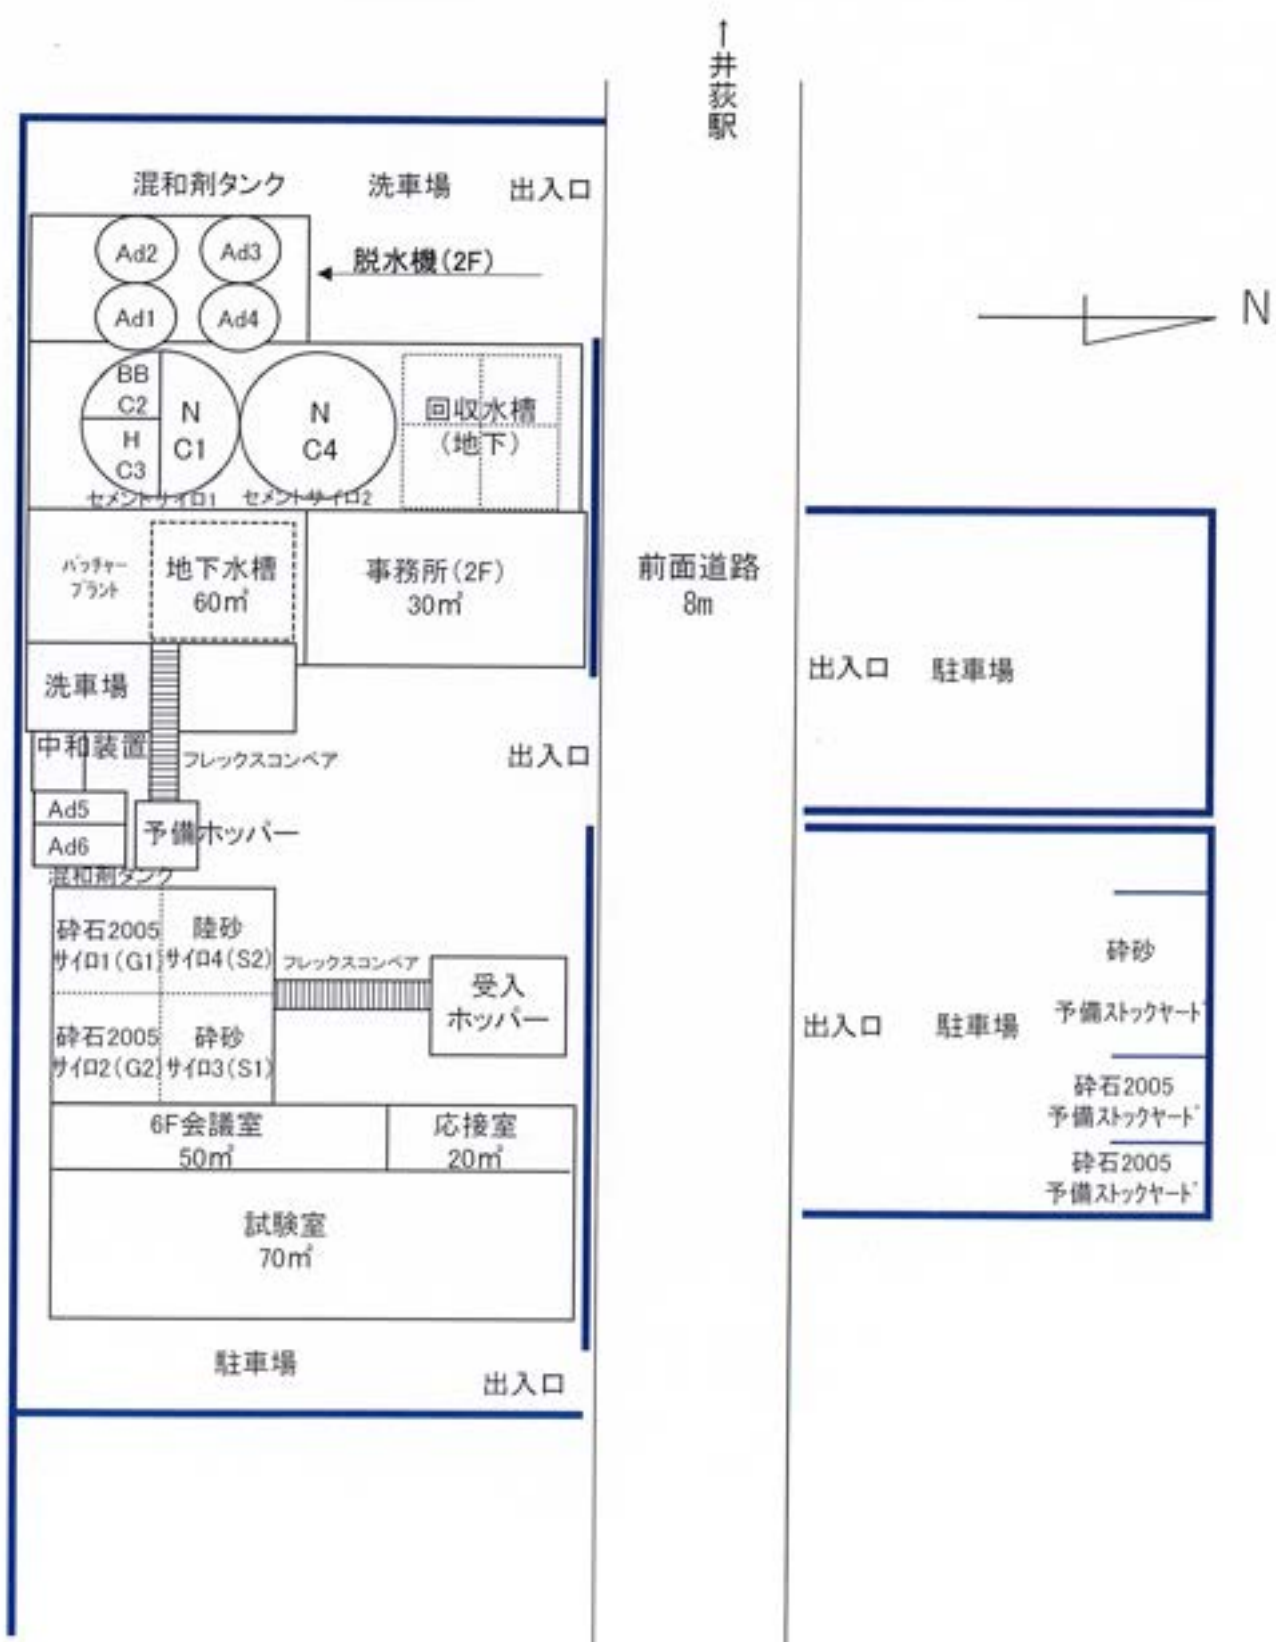 ↑井荻駅
混和剤タンク
洗車場
出入口
Ad2
Ad3
脱水機(2F)
Ad1
Ad4
N
BB
C2
H
C3
N
C1
N
C4
回収水槽
(地下)
セメントサイロ1
セメントサイロ2
バッチャー
プラント
地下水槽
60㎡
事務所(2F)
30㎡
前面道路
8m
洗車場
中和装置
フレックスコンベア
出入口
出入口
駐車場
Ad5
Ad6
予備ホッパー
混和剤タンク
砕石2005
サイロ1(G1)
陸砂
サイロ4(S2)
フレックスコンベア
受入
ホッパー
砕石2005
サイロ2(G2)
砕砂
サイロ3(S1)
出入口
駐車場
砕砂
予備ストックヤード
砕石2005
予備ストックヤード
砕石2005
予備ストックヤード
6F会議室
50㎡
応接室
20㎡
試験室
70㎡
駐車場
出入口